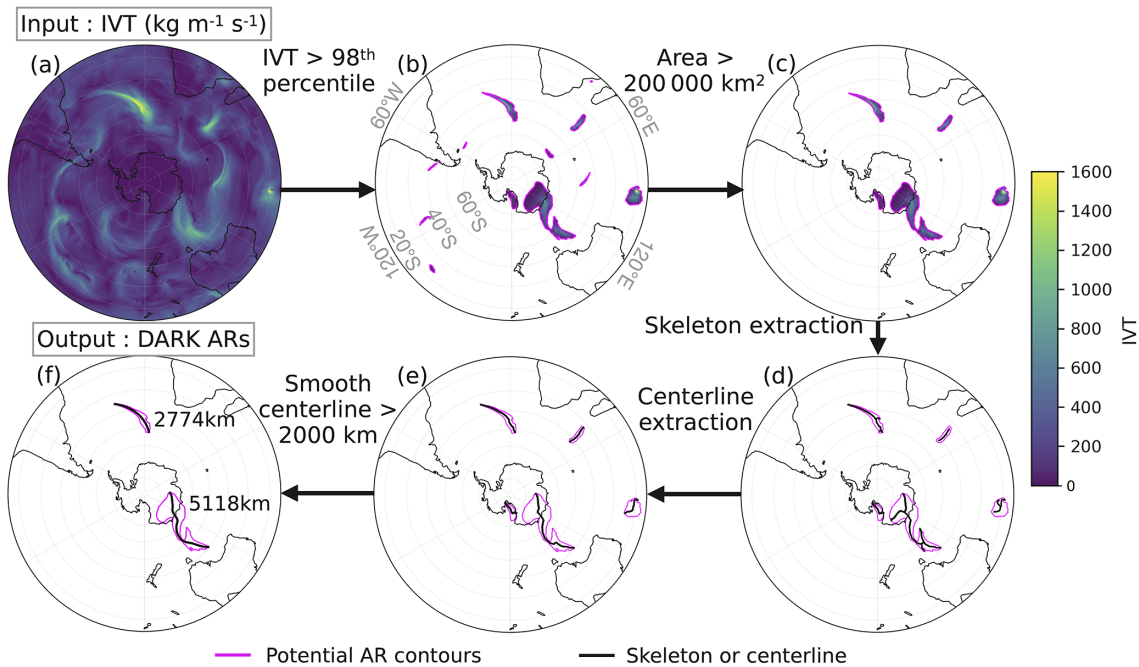 Input : IVT (kg m⁻¹ s⁻¹)
(a)
IVT > 98ᵗʰ
percentile
(b)
60°W
60°E
120°W
120°E
20°S
40°S
60°S
Area >
200 000 km²
(c)
1600
1400
1200
1000
800
600
400
200
0
IVT
Skeleton extraction
(d)
Centerline
extraction
(e)
Smooth
centerline >
2000 km
Output : DARK ARs
(f)
2774km
5118km
Potential AR contours
Skeleton or centerline